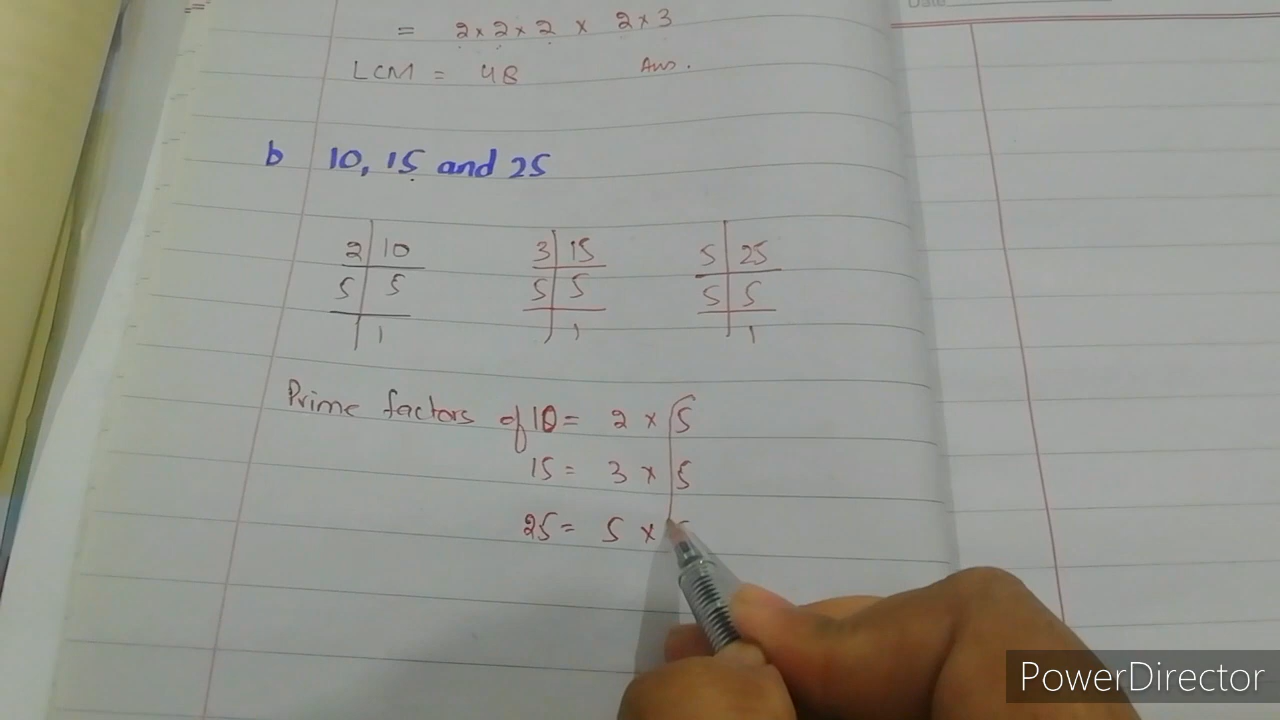 = 2 x 2 x 2 x 2 x 3
LCM = 48 Ans.
b 10, 15 and 25
2 10 3 15 5 25
5 5 5 5 5 5
1 1 1
Prime factors of 10 = 2 x 5
15 = 3 x 5
25 = 5 x 5
PowerDirector